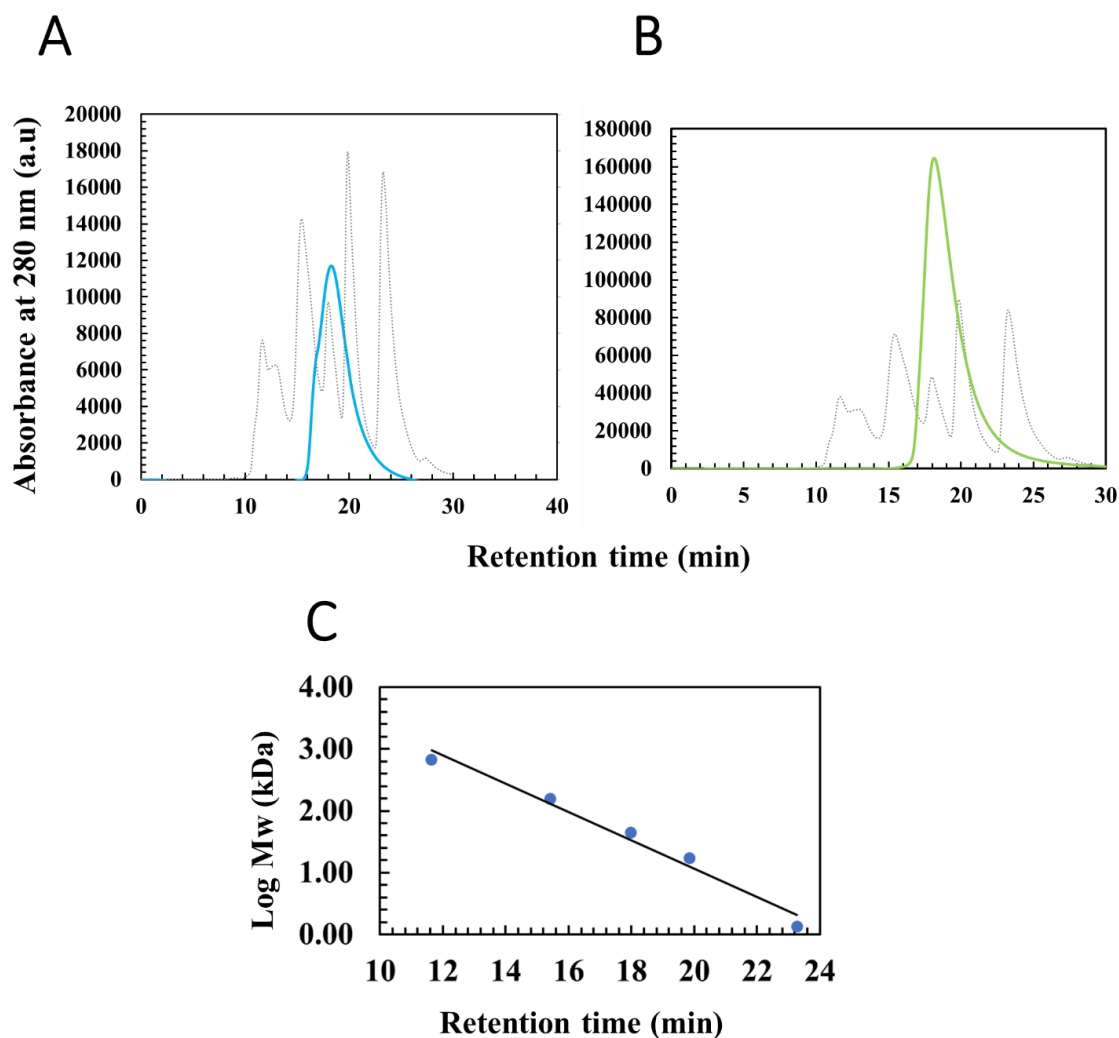 A
B
Absorbance at 280 nm (a.u)
20000
18000
16000
14000
12000
10000
8000
6000
4000
2000
0
0 10 20 30 40
180000
160000
140000
120000
100000
80000
60000
40000
20000
0
0 5 10 15 20 25 30
Retention time (min)
C
Log Mw (kDa)
4.00
3.00
2.00
1.00
0.00
10 12 14 16 18 20 22 24
Retention time (min)